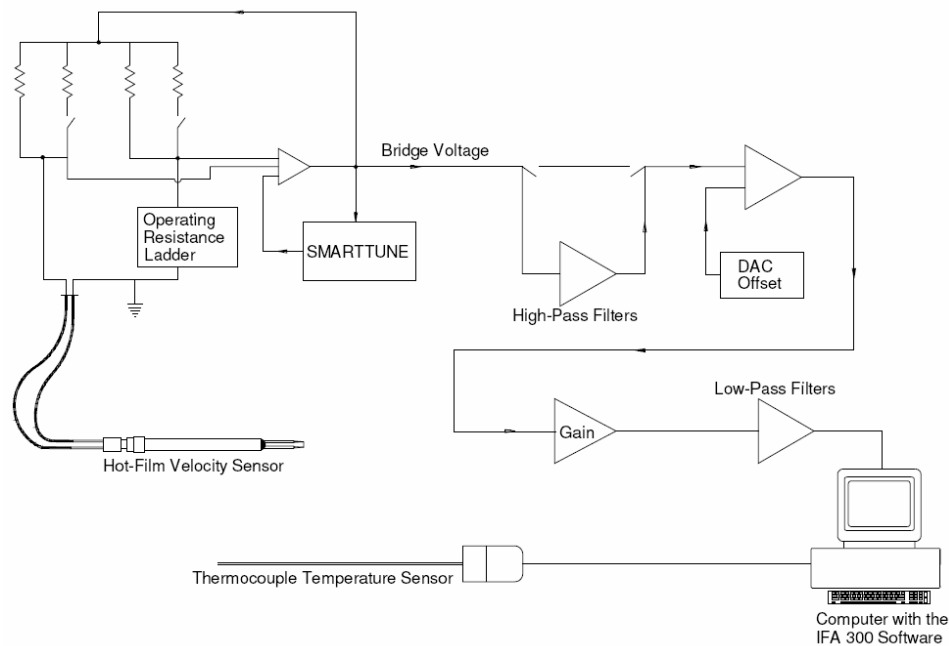 Bridge Voltage
Operating
Resistance
Ladder
SMARTTUNE
DAC
Offset
High-Pass Filters
Low-Pass Filters
Gain
Hot-Film Velocity Sensor
Thermocouple Temperature Sensor
Computer with the
IFA 300 Software